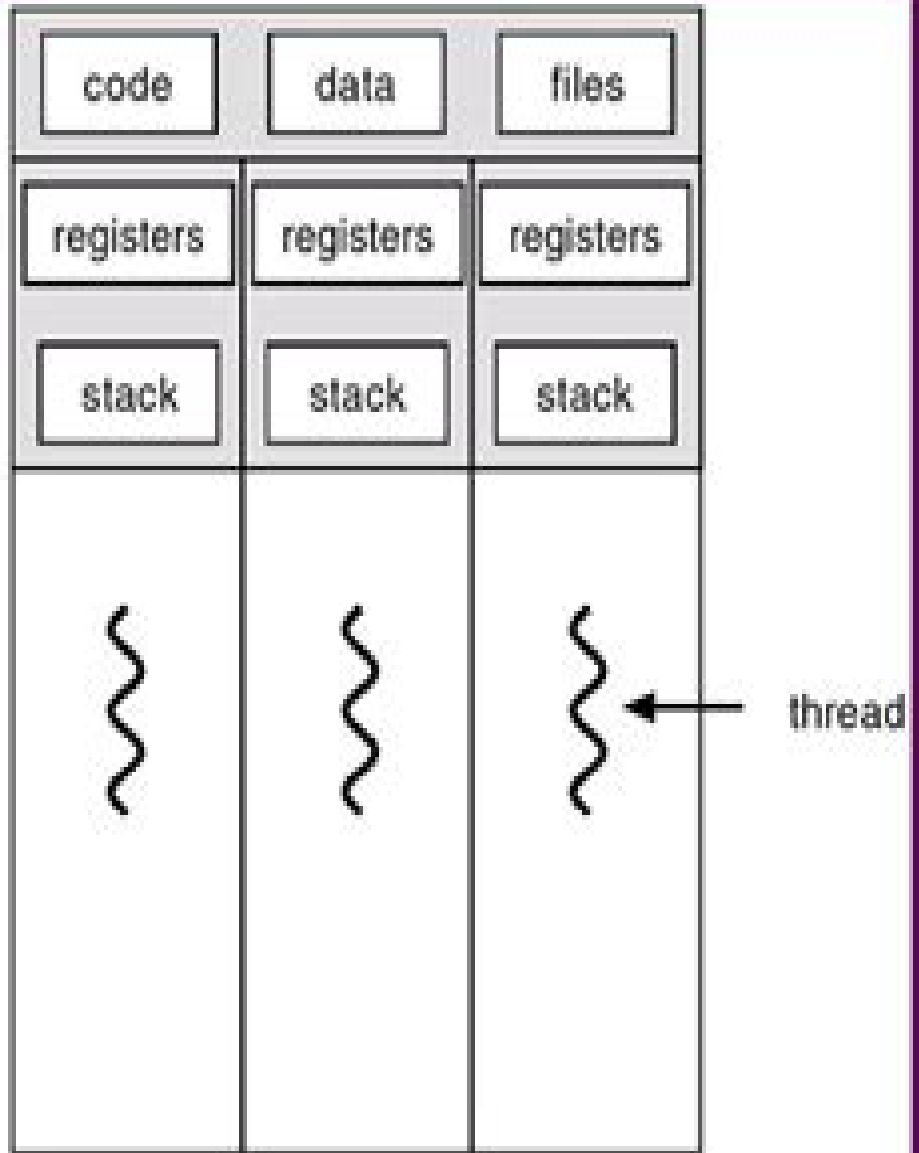 code data files
registers registers registers
stack stack stack
thread